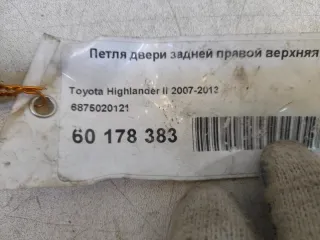 Петля двери задней правой верхняя
Toyota Highlander II 2007-2013
6875020121
60 178 383